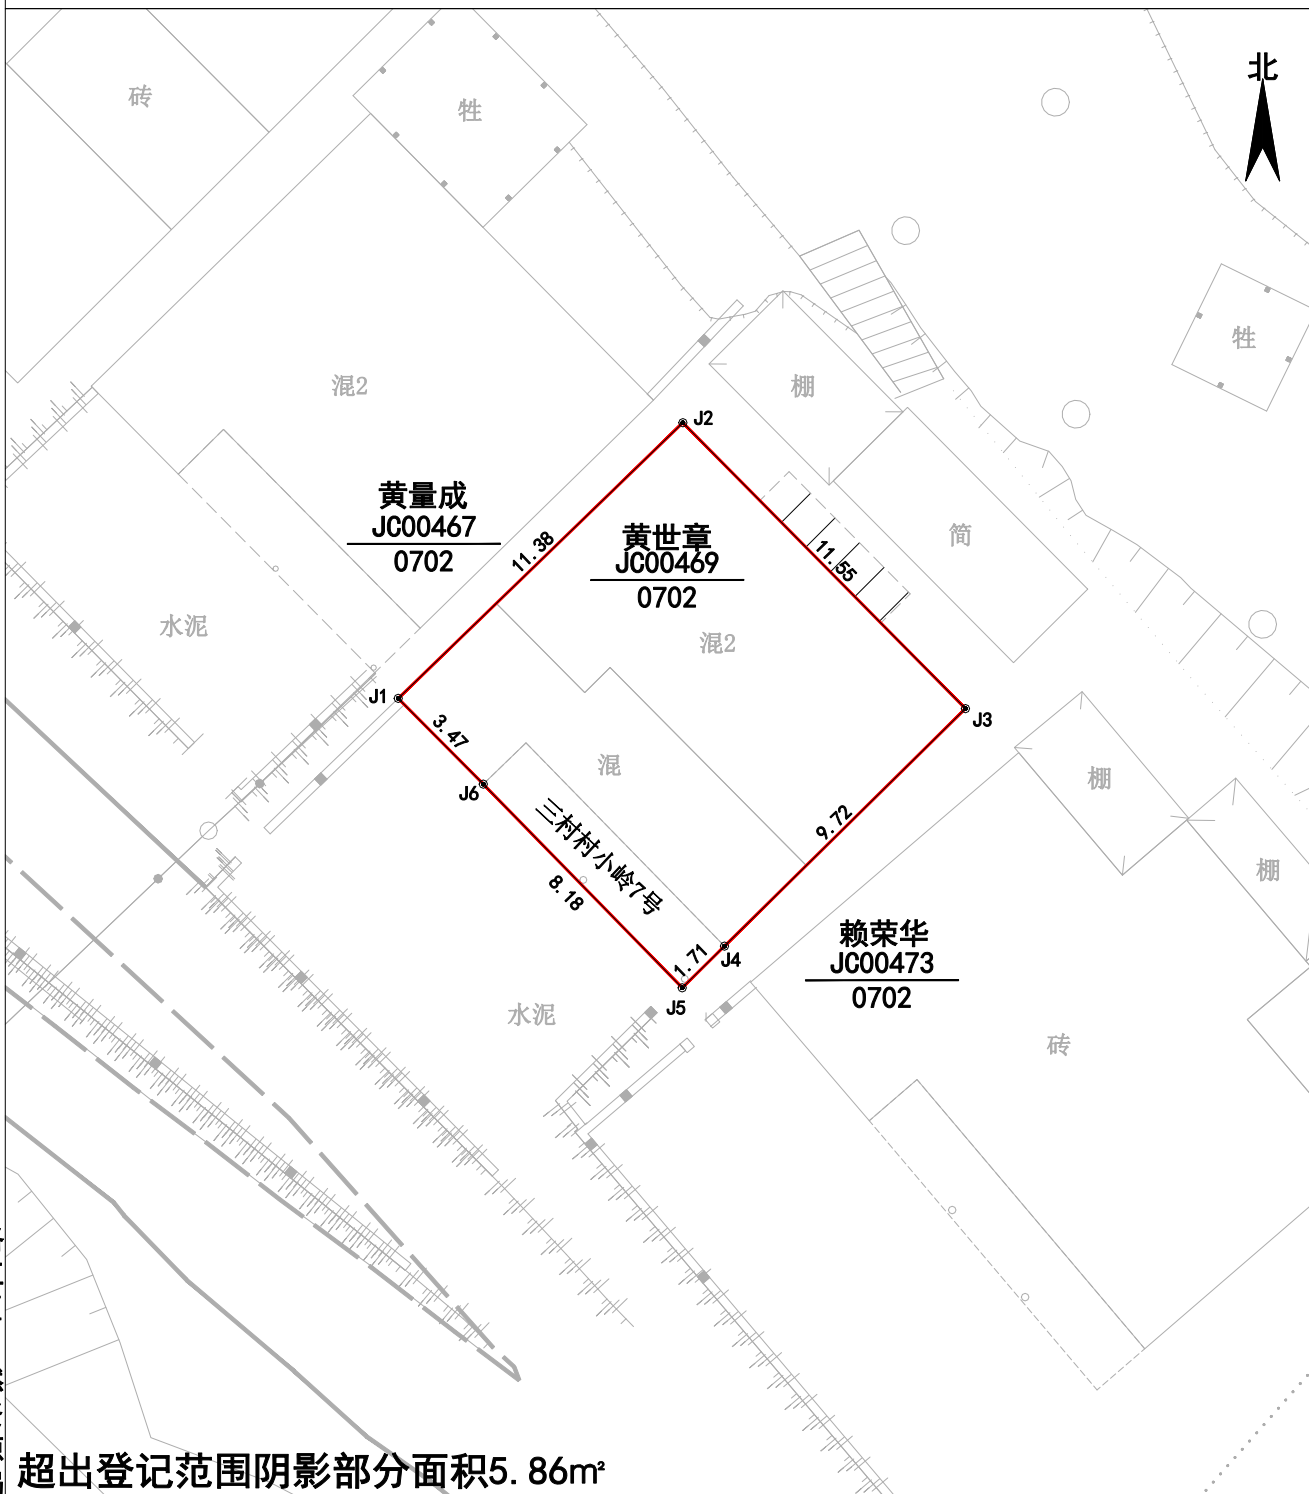 北
砖
牲
牲
混2
棚
J2
黄量成
JC00467
0702
11.38
黄世章
JC00469
0702
11.55
简
水泥
混2
J1
J3
3.47
混
J6
三村村小岭7号
8.18
9.72
棚
棚
1.71
J4
J5
赖荣华
JC00473
0702
水泥
砖
超出登记范围阴影部分面积5.86m²